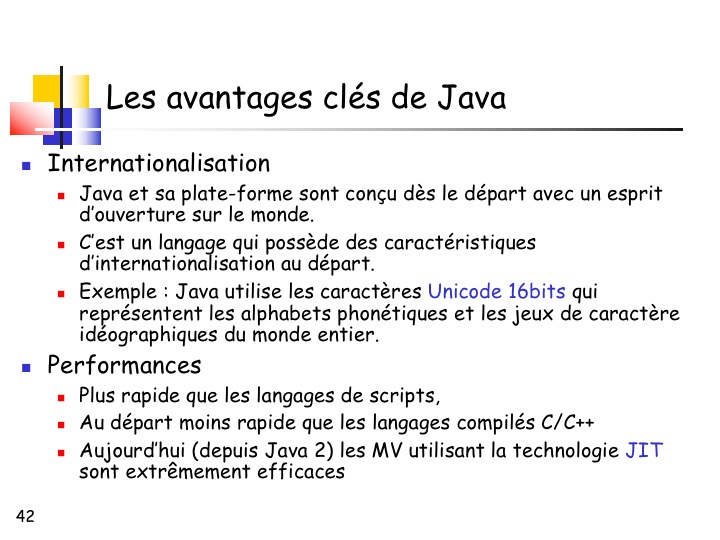 Les avantages clés de Java
Internationalisation
Java et sa plate-forme sont conçu dès le départ avec un esprit
d’ouverture sur le monde.
C’est un langage qui possède des caractéristiques
d’internationalisation au départ.
Exemple : Java utilise les caractères Unicode 16bits qui
représentent les alphabets phonétiques et les jeux de caractère
idéographiques du monde entier.
Performances
Plus rapide que les langages de scripts,
Au départ moins rapide que les langages compilés C/C++
Aujourd’hui (depuis Java 2) les MV utilisant la technologie JIT
sont extrêmement efficaces
42